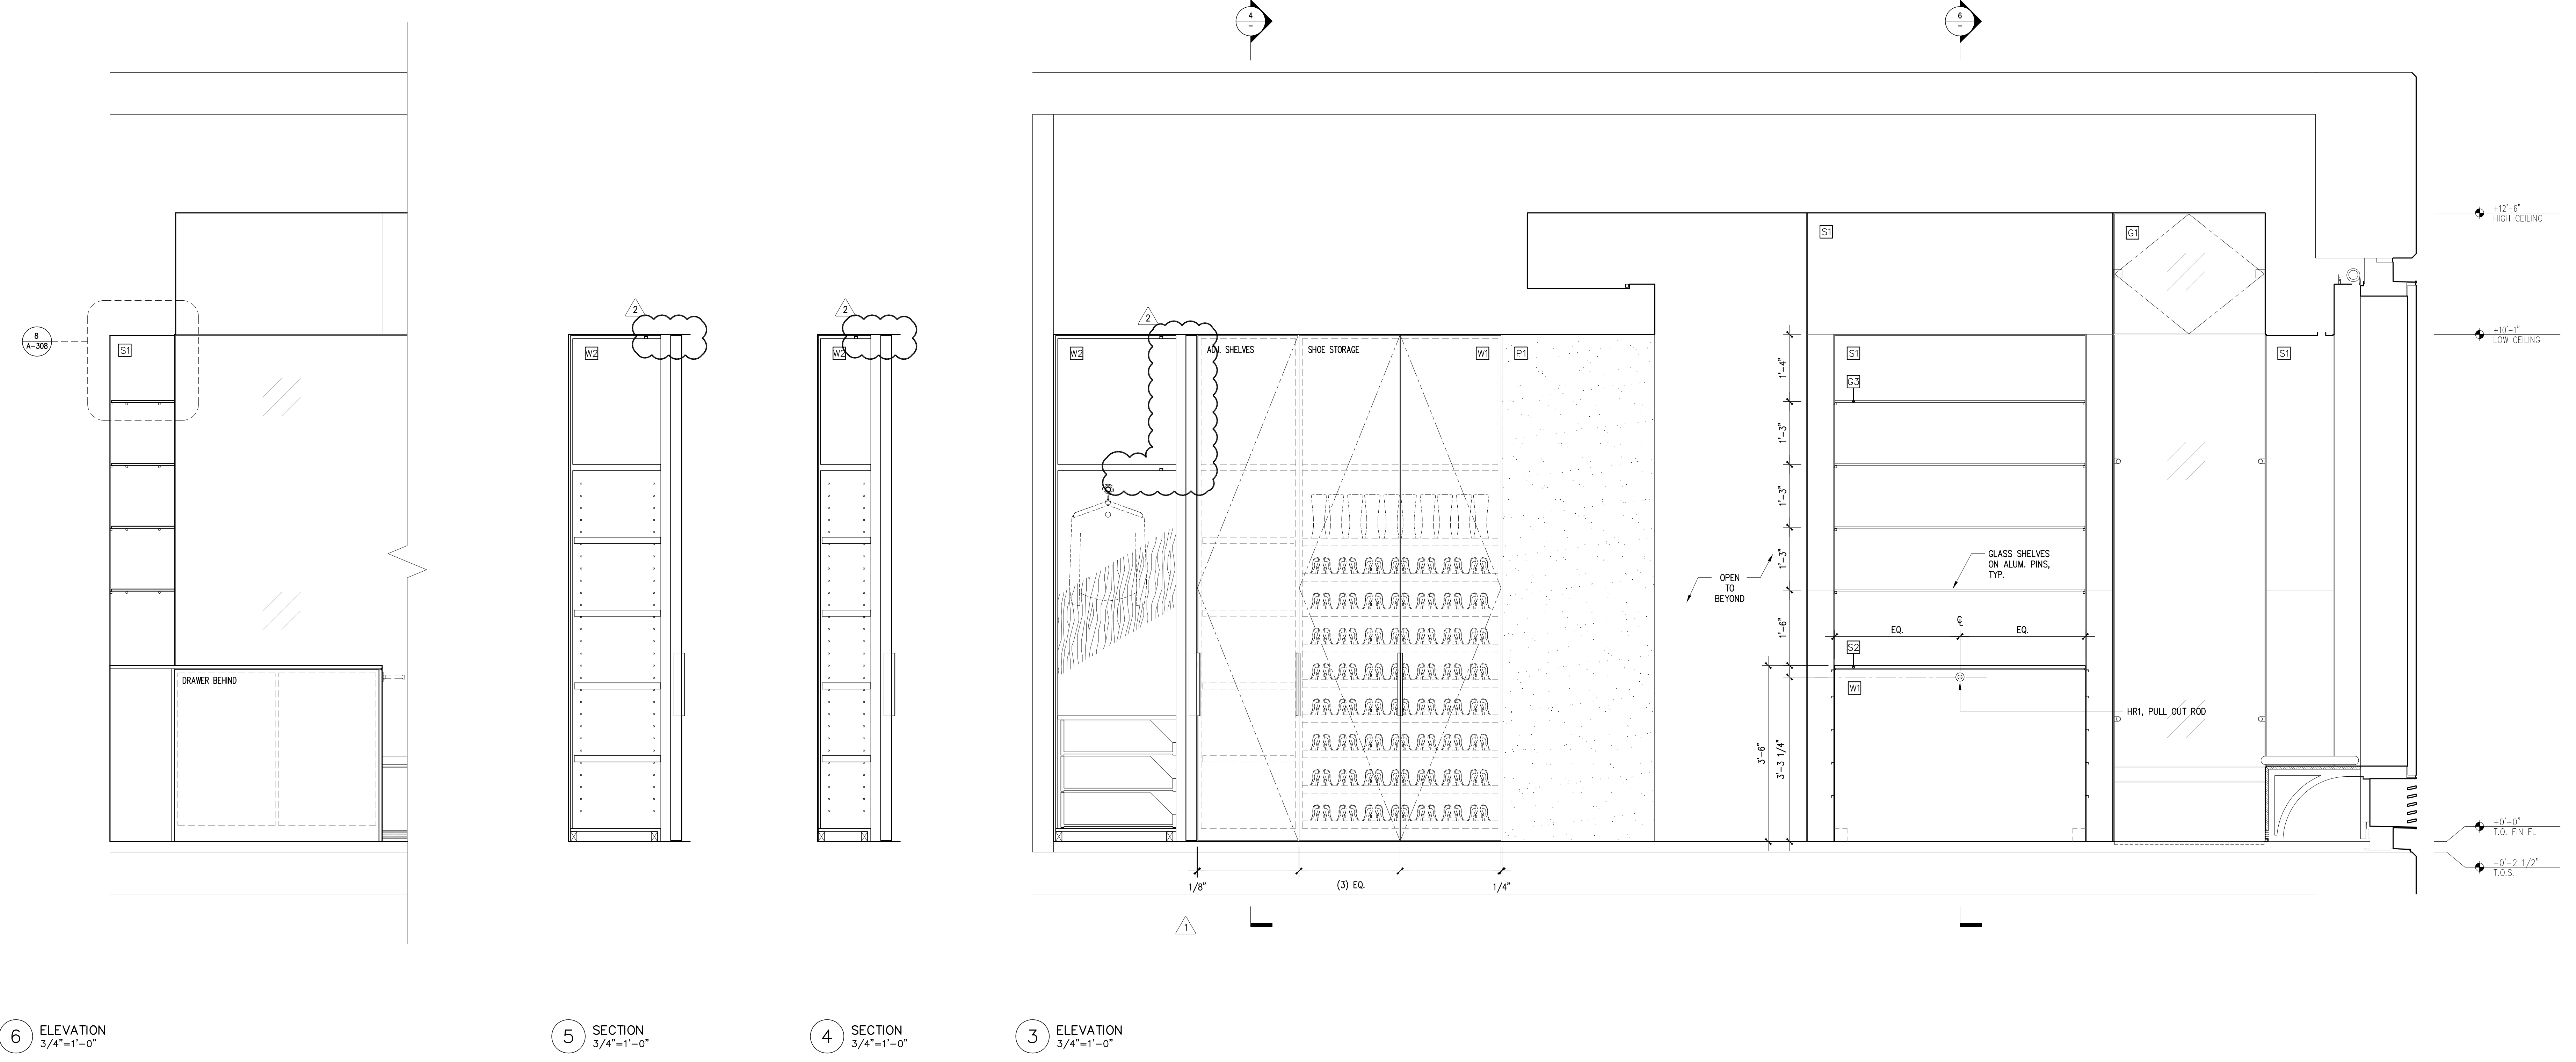 4
–
6
–
+12'-6"
HIGH CEILING
+10'-1"
LOW CEILING
+0'-0"
T.O. FIN FL
-0'-2 1/2"
T.O.S.
8
A-308
S1
DRAWER BEHIND
2
W2
2
W2
2
W2
ADJ. SHELVES
SHOE STORAGE
W1
P1
S1
G1
S1
S1
G3
1'-4"
1'-3"
1'-3"
1'-3"
1'-6"
GLASS SHELVES
ON ALUM. PINS,
TYP.
OPEN
TO
BEYOND
EQ.
CL
EQ.
S2
W1
HR1, PULL OUT ROD
3'-6"
3'-3 1/4"
1/8"
(3) EQ.
1/4"
1
6
ELEVATION
3/4"=1'-0"
5
SECTION
3/4"=1'-0"
4
SECTION
3/4"=1'-0"
3
ELEVATION
3/4"=1'-0"